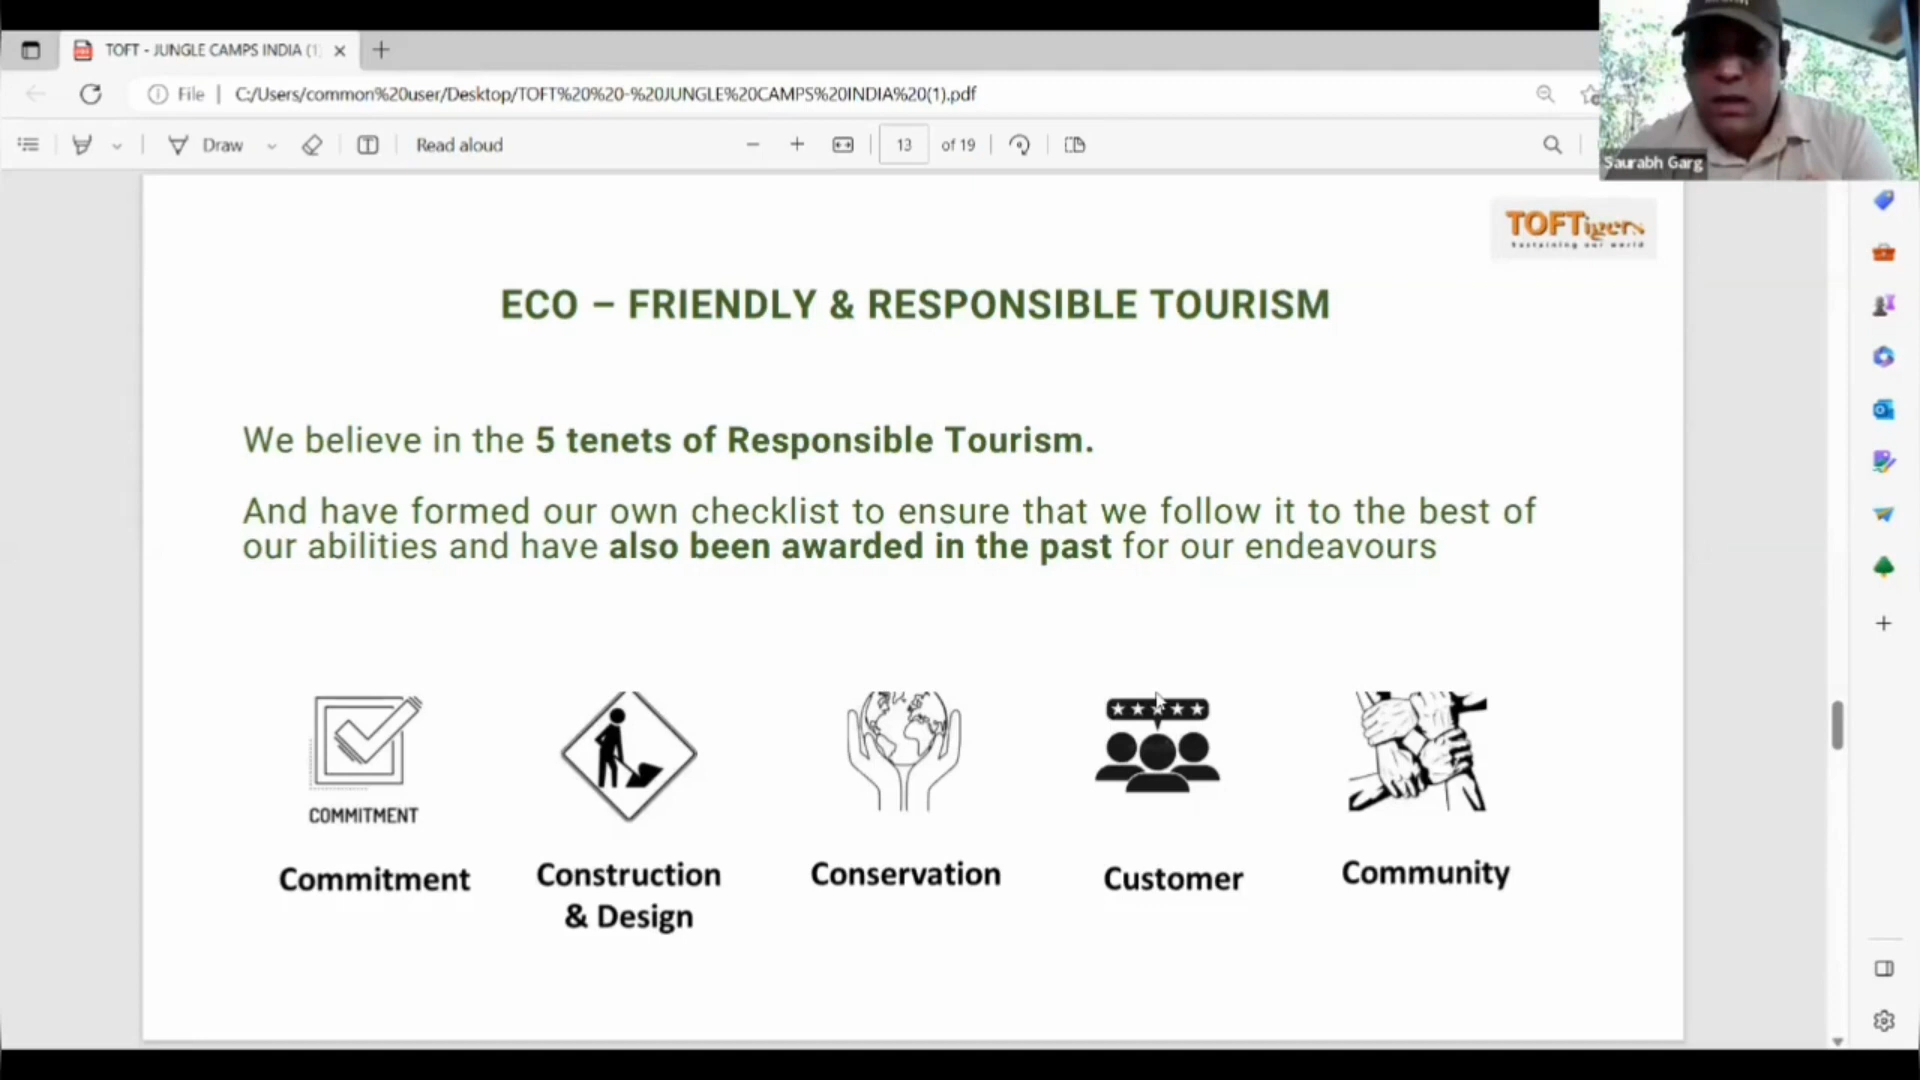 TOFT - JUNGLE CAMPS INDIA (1)
File
C:/Users/common%20user/Desktop/TOFT%20%20-%20JUNGLE%20CAMPS%20INDIA%20(1).pdf
Draw
Read aloud
13
of 19
Saurabh Garg
TOFTigers
Sustaining our world
ECO – FRIENDLY & RESPONSIBLE TOURISM
We believe in the 5 tenets of Responsible Tourism.
And have formed our own checklist to ensure that we follow it to the best of
our abilities and have also been awarded in the past for our endeavours
COMMITMENT
Commitment
Construction
& Design
Conservation
Customer
Community